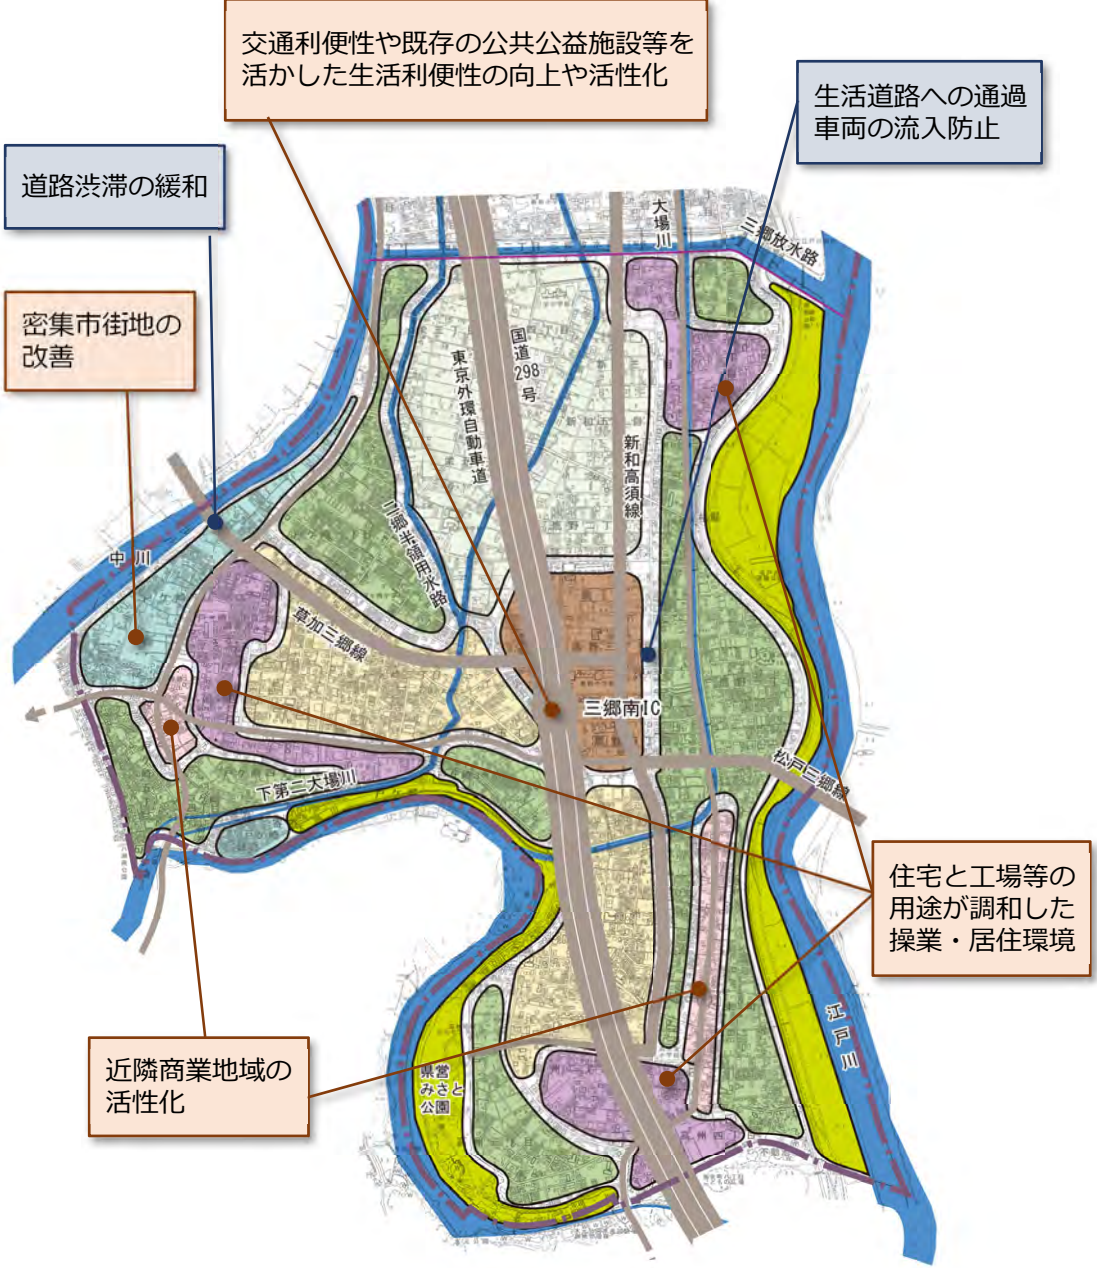 交通利便性や既存の公共公益施設等を
活かした生活利便性の向上や活性化
生活道路への通過
車両の流入防止
道路渋滞の緩和
密集市街地の
改善
大場川
三郷放水路
国道298号
東京外環自動車道
新和高須線
二郷半領用水路
中川
草加三郷線
三郷南IC
松戸三郷線
下第二大場川
住宅と工場等の
用途が調和した
操業・居住環境
江戸川
近隣商業地域の
活性化
県営
みさと
公園